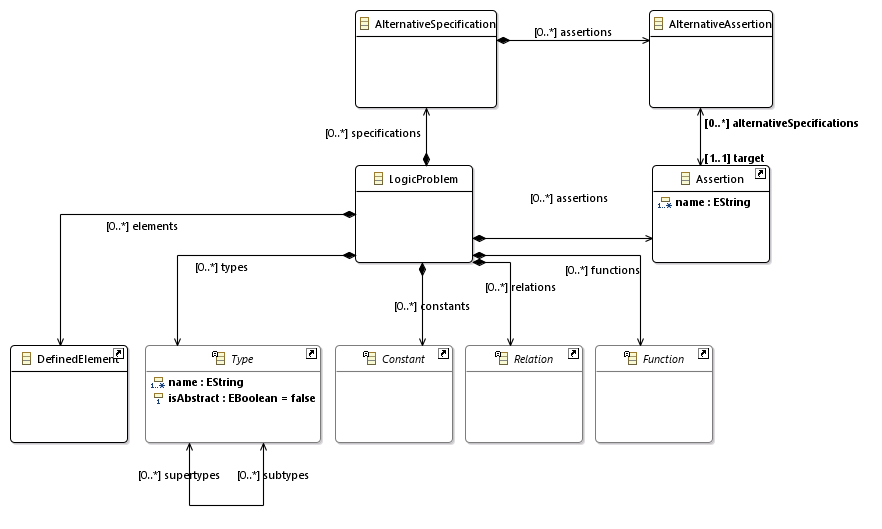 AlternativeSpecification
AlternativeAssertion
[0..*] assertions
[0..*] alternativeSpecifications
[0..*] specifications
[1..1] target
LogicProblem
Assertion
name : EString
[0..*] assertions
[0..*] elements
[0..*] types
[0..*] functions
[0..*] relations
[0..*] constants
DefinedElement
Type
Constant
Relation
Function
name : EString
isAbstract : EBoolean = false
[0..*] supertypes
[0..*] subtypes